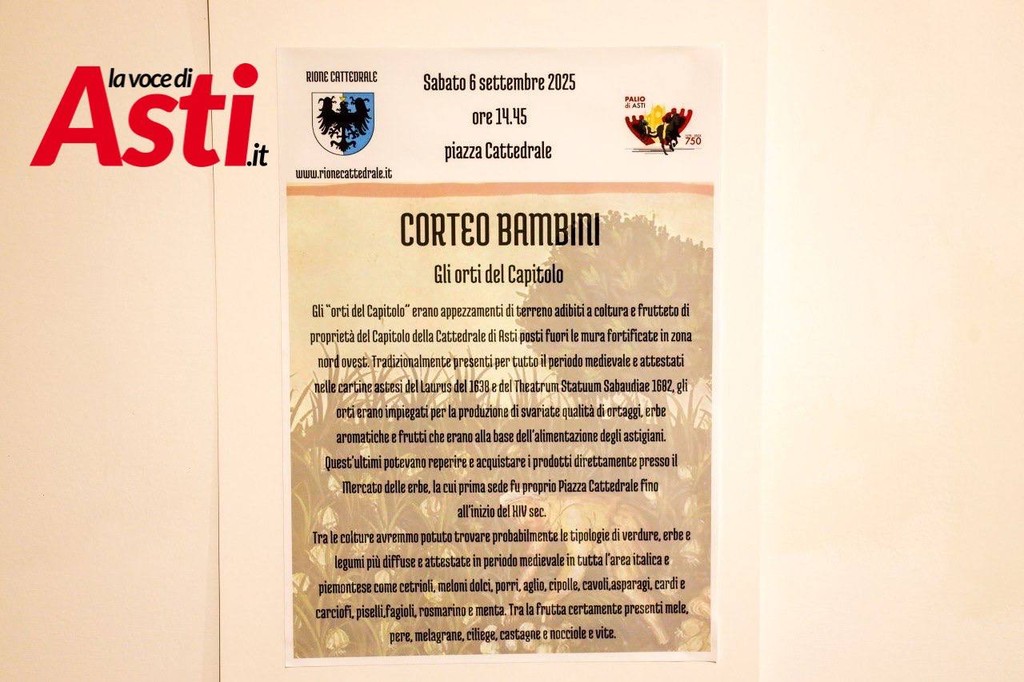 la voce di
Asti.it
RIONE CATTEDRALE
www.rionecattedrale.it
Sabato 6 settembre 2025
ore 14.45
piazza Cattedrale
PALIO
di ASTI
750
CORTEO BAMBINI
Gli orti del Capitolo
Gli "orti del Capitolo" erano appezzamenti di terreno adibiti a coltura e frutteto di
proprietà del Capitolo della Cattedrale di Asti posti fuori le mura fortificate in zona
nord ovest. Tradizionalmente presenti per tutto il periodo medievale e attestati
nelle cartine astesi del Laurus del 1638 e del Theatrum Statuum Sabaudiae 1682, gli
orti erano impiegati per la produzione di svariate qualità di ortaggi, erbe
aromatiche e frutti che erano alla base dell'alimentazione degli astigiani.
Quest'ultimi potevano reperire e acquistare i prodotti direttamente presso il
Mercato delle erbe, la cui prima sede fu proprio Piazza Cattedrale fino
all'inizio del XIV sec.
Tra le colture avremmo potuto trovare probabilmente le tipologie di verdure, erbe e
legumi più diffuse e attestate in periodo medievale in tutta l'area italica e
piemontese come cetrioli, meloni dolci, porri, aglio, cipolle, cavoli,asparagi, cardi e
carciofi, piselli,fagioli, rosmarino e menta. Tra la frutta certamente presenti mele,
pere, melagrane, ciliege, castagne e nocciole e vite.